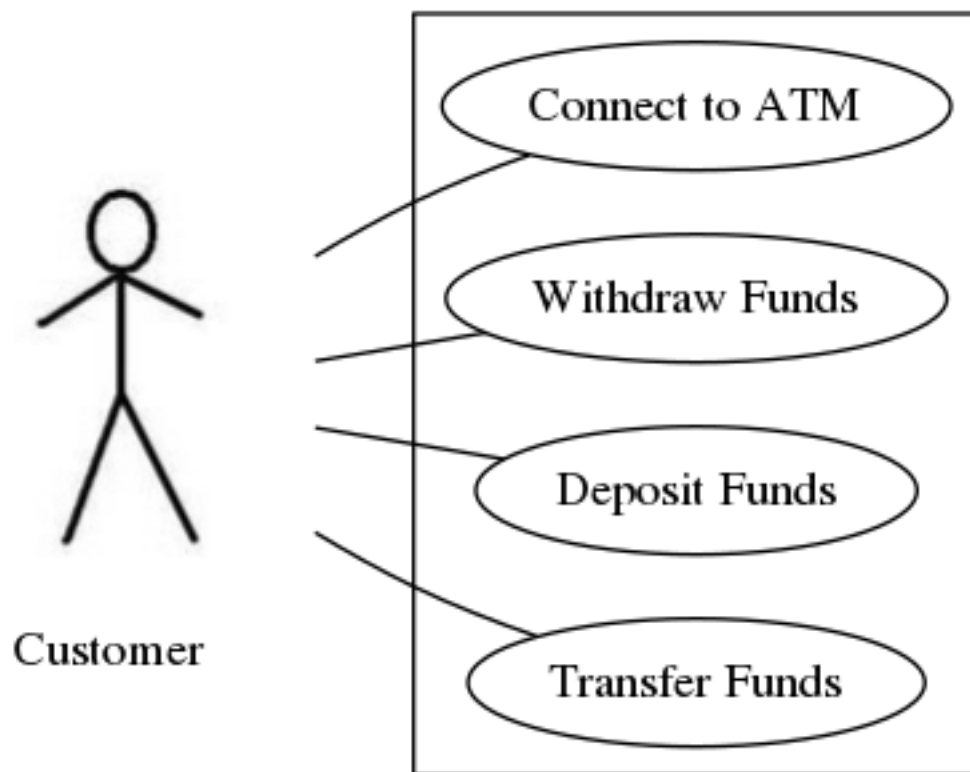 Connect to ATM
Withdraw Funds
Deposit Funds
Transfer Funds
Customer